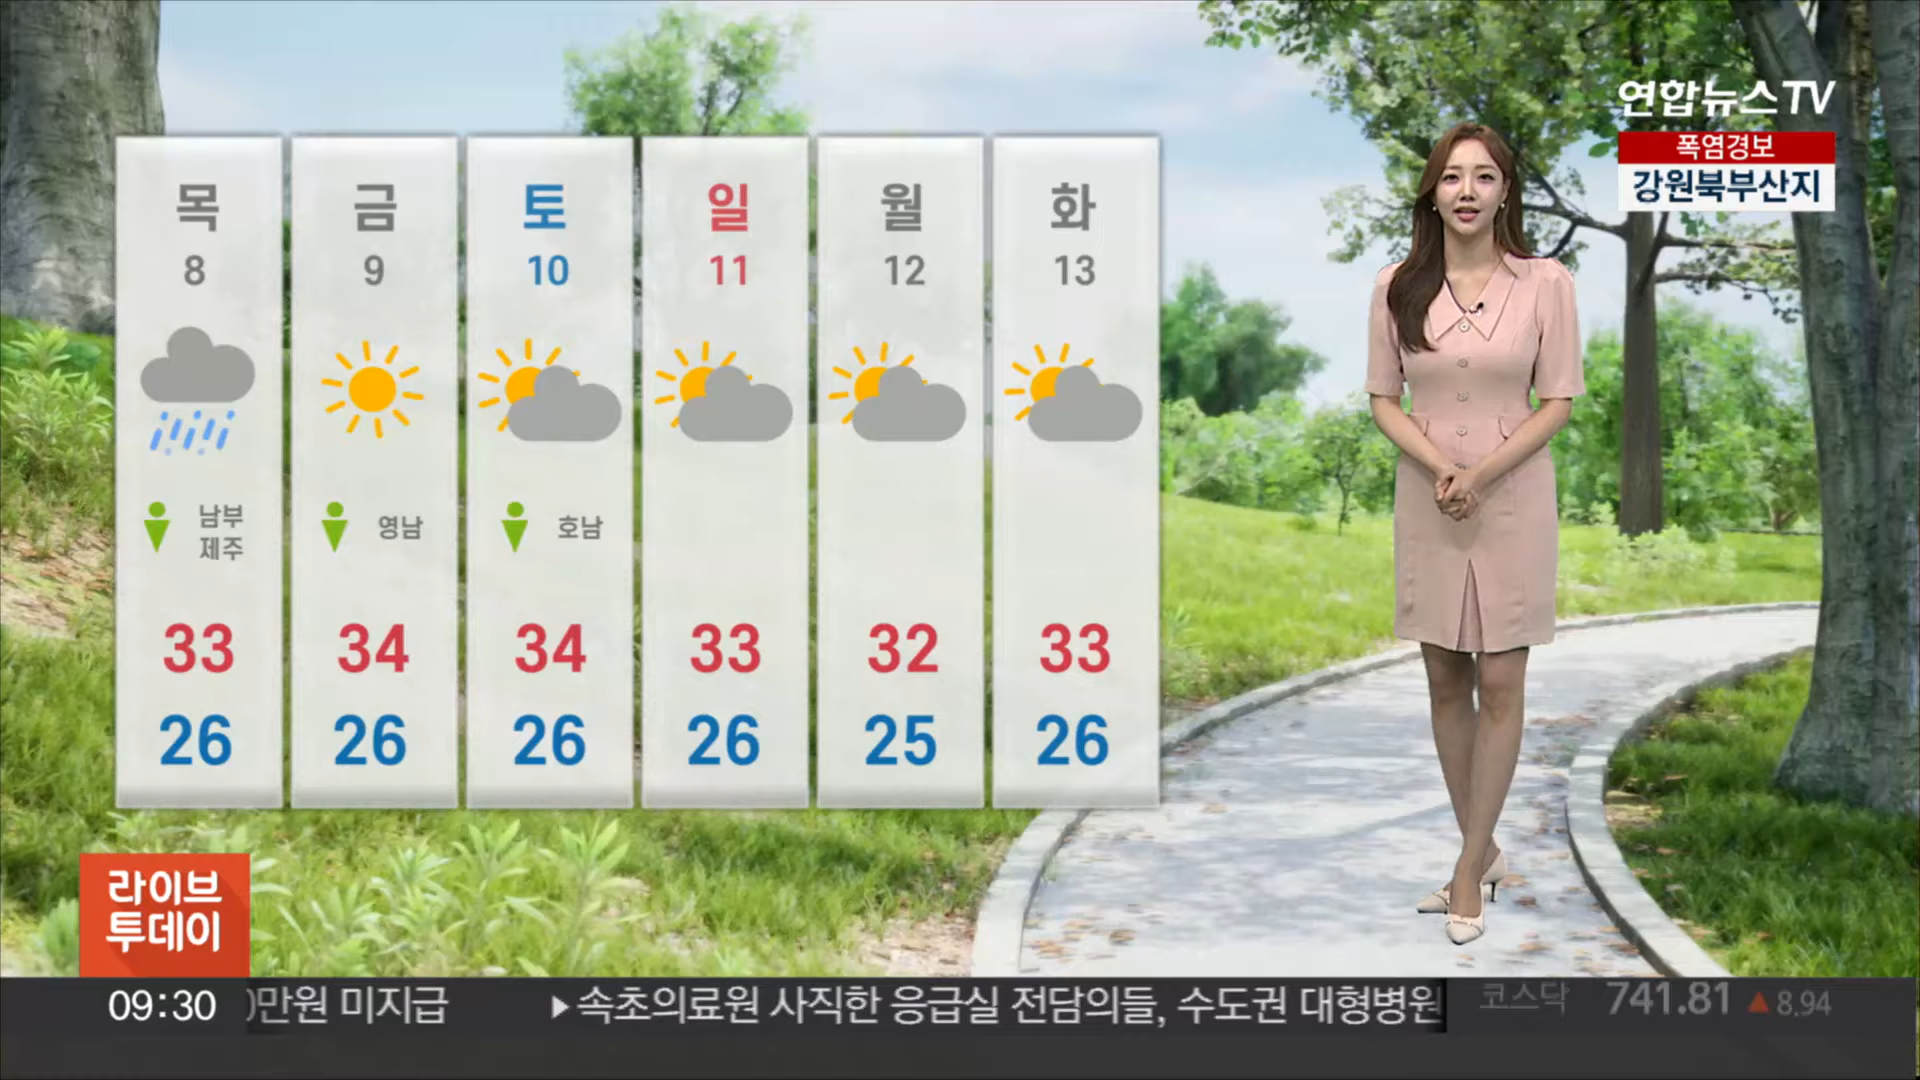 연합뉴스TV
폭염경보
강원북부산지
목 금 토 일 월 화
8 9 10 11 12 13
남부
제주
영남
호남
33 34 34 33 32 33
26 26 26 26 25 26
라이브
투데이
09:30 0만원 미지급 ▶속초의료원 사직한 응급실 전담의들, 수도권 대형병원 코스닥 741.81 ▲8.94